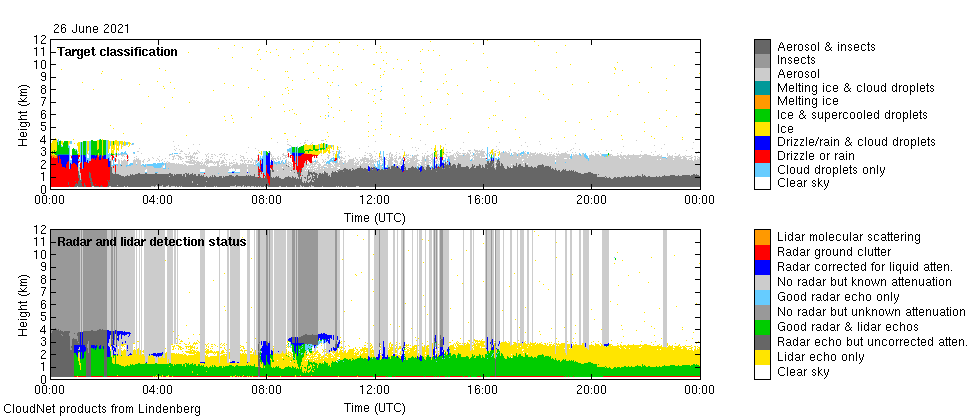 26 June 2021
Target classification
Height (km)
12
11
10
9
8
7
6
5
4
3
2
1
0
00:00 04:00 08:00 12:00 16:00 20:00 00:00
Time (UTC)
Aerosol & insects
Insects
Aerosol
Melting ice & cloud droplets
Melting ice
Ice & supercooled droplets
Ice
Drizzle/rain & cloud droplets
Drizzle or rain
Cloud droplets only
Clear sky
Radar and lidar detection status
Height (km)
12
11
10
9
8
7
6
5
4
3
2
1
0
00:00 04:00 08:00 12:00 16:00 20:00 00:00
Time (UTC)
Lidar molecular scattering
Radar ground clutter
Radar corrected for liquid atten.
No radar but known attenuation
Good radar echo only
No radar but unknown attenuation
Good radar & lidar echos
Radar echo but uncorrected atten.
Lidar echo only
Clear sky
CloudNet products from Lindenberg